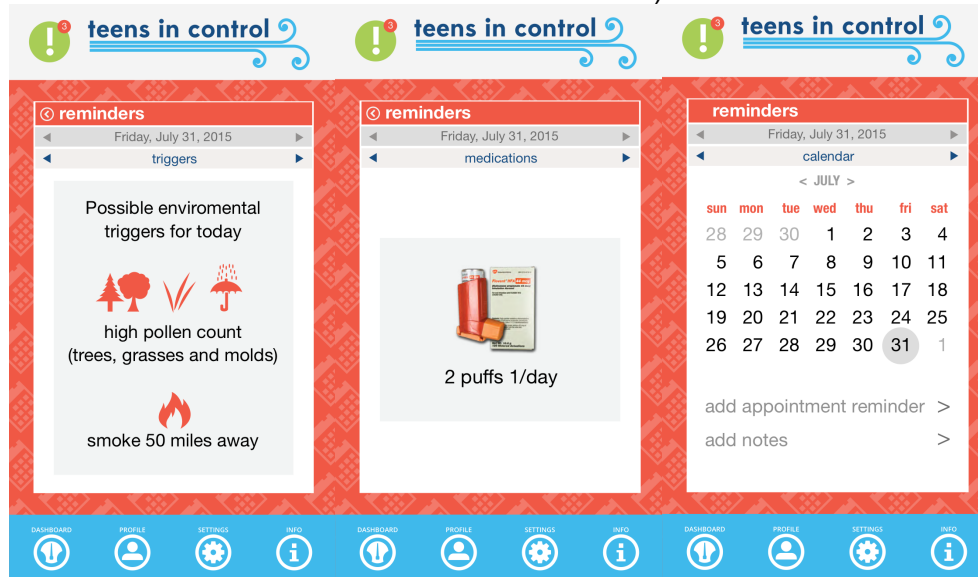 3
teens in control
reminders
Friday, July 31, 2015
triggers
Possible enviromental
triggers for today
high pollen count
(trees, grasses and molds)
smoke 50 miles away
DASHBOARD PROFILE SETTINGS INFO
3
teens in control
reminders
Friday, July 31, 2015
medications
2 puffs 1/day
DASHBOARD PROFILE SETTINGS INFO
3
teens in control
reminders
Friday, July 31, 2015
calendar
< JULY >
sun mon tue wed thu fri sat
28 29 30 1 2 3 4
5 6 7 8 9 10 11
12 13 14 15 16 17 18
19 20 21 22 23 24 25
26 27 28 29 30 31 1
add appointment reminder >
add notes >
DASHBOARD PROFILE SETTINGS INFO